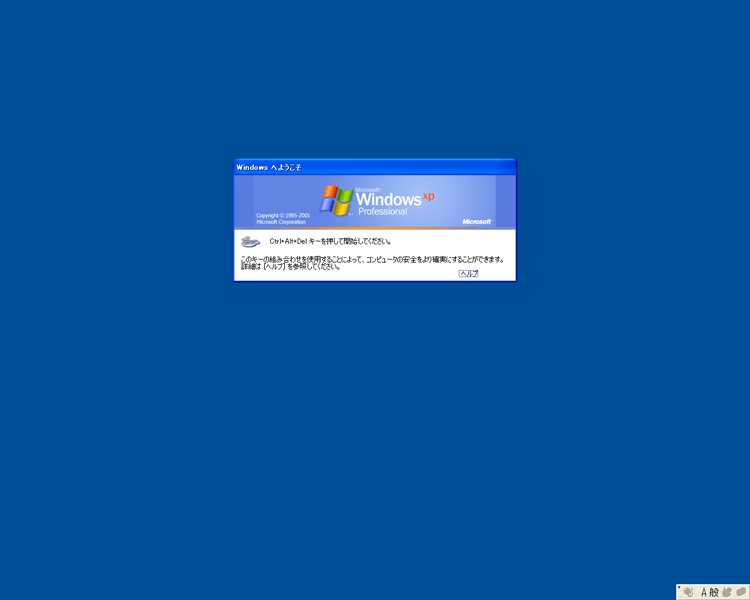 Windows へようこそ
Microsoft
Windows xp
Professional
Copyright © 1985-2001
Microsoft Corporation
Microsoft
Ctrl+Alt+Del キーを押して開始してください。
このキーの組み合わせを使用することによって、コンピュータの安全をより確実にすることができます。
詳細は [ヘルプ] を参照してください。
ヘルプ
A 般